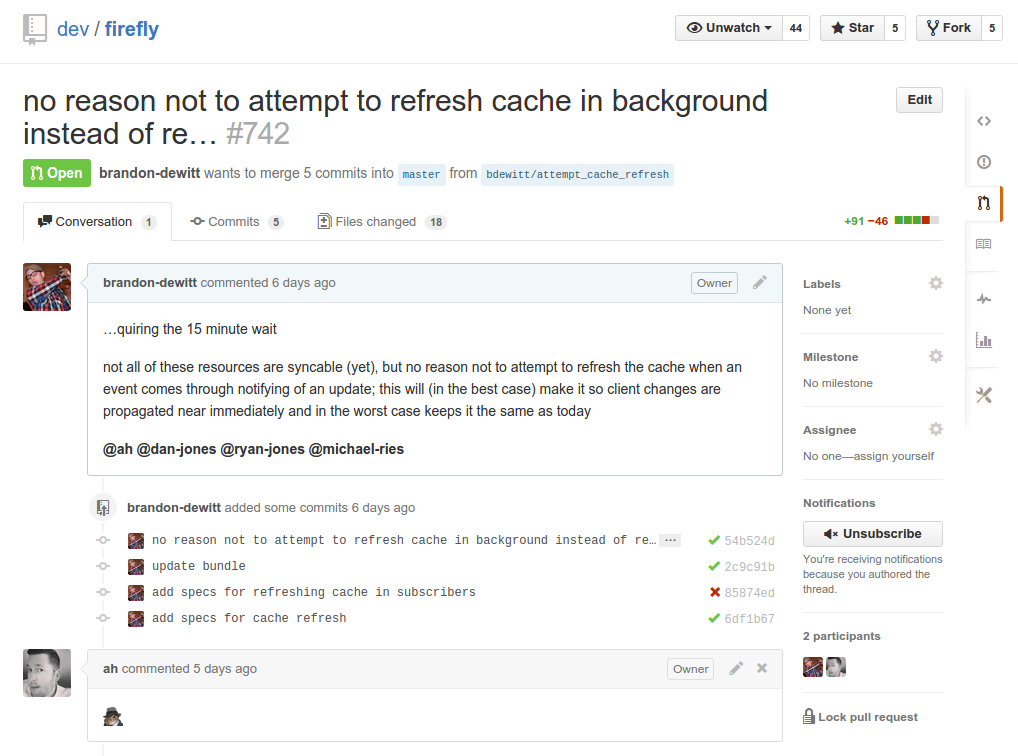 dev / firefly
Unwatch 44
Star 5
Fork 5
no reason not to attempt to refresh cache in background
instead of re… #742
Edit
Open brandon-dewitt wants to merge 5 commits into master from bdewitt/attempt_cache_refresh
Conversation 1
Commits 5
Files changed 18
+91 −46
brandon-dewitt commented 6 days ago
Owner
…quiring the 15 minute wait
not all of these resources are syncable (yet), but no reason not to attempt to refresh the cache when an
event comes through notifying of an update; this will (in the best case) make it so client changes are
propagated near immediately and in the worst case keeps it the same as today
@ah @dan-jones @ryan-jones @michael-ries
brandon-dewitt added some commits 6 days ago
no reason not to attempt to refresh cache in background instead of re… … 54b524d
update bundle 2c9c91b
add specs for refreshing cache in subscribers 85874ed
add specs for cache refresh 6df1b67
ah commented 5 days ago
Owner
Labels
None yet
Milestone
No milestone
Assignee
No one—assign yourself
Notifications
Unsubscribe
You're receiving notifications
because you authored the
thread.
2 participants
Lock pull request